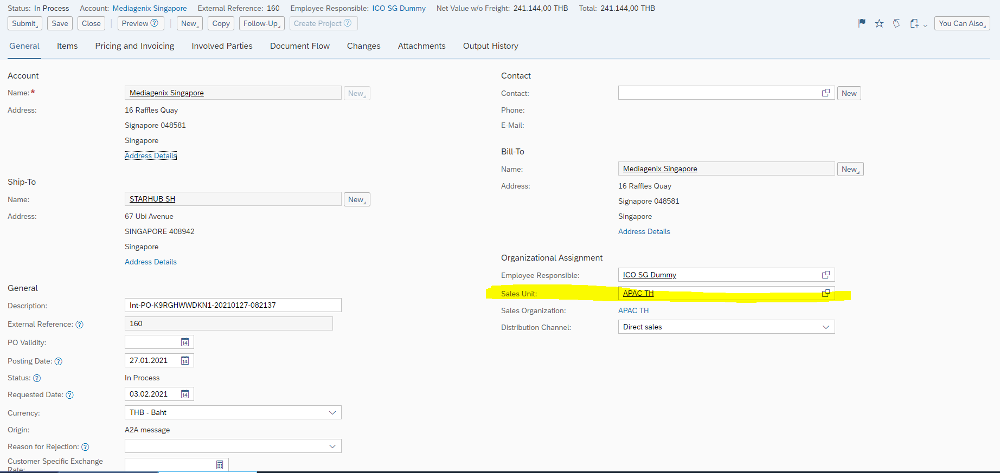 Status: In Process Account: Mediagenix Singapore External Reference: 160 Employee Responsible: ICO SG Dummy Net Value w/o Freight: 241.144,00 THB Total: 241.144,00 THB
Submit Save Close Preview New Copy Follow-Up Create Project You Can Also
General Items Pricing and Invoicing Involved Parties Document Flow Changes Attachments Output History
Account
Name: * Mediagenix Singapore New
Address: 16 Raffles Quay
Signapore 048581
Singapore
Address Details
Ship-To
Name: STARHUB SH New
Address: 67 Ubi Avenue
SINGAPORE 408942
Singapore
Address Details
General
Description: Int-PO-K9RGHWWDKN1-20210127-082137
External Reference: 160
PO Validity: 14
Posting Date: 27.01.2021 14
Status: In Process
Requested Date: 03.02.2021 14
Currency: THB - Baht
Origin: A2A message
Reason for Rejection:
Customer Specific Exchange
Rate:
Contact
Contact: New
Phone:
E-Mail:
Bill-To
Name: Mediagenix Singapore New
Address: 16 Raffles Quay
Signapore 048581
Singapore
Address Details
Organizational Assignment
Employee Responsible: ICO SG Dummy
Sales Unit: APAC TH
Sales Organization: APAC TH
Distribution Channel: Direct sales